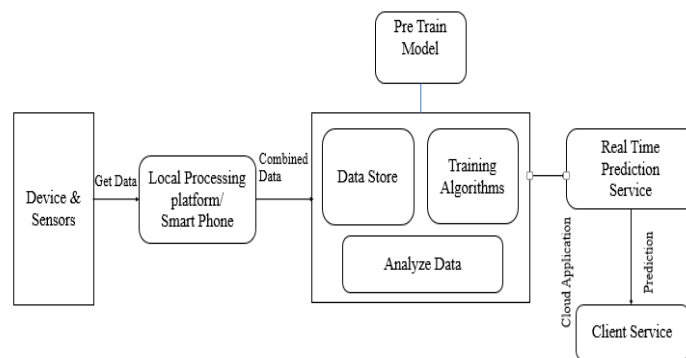 Pre Train
Model
Device &
Sensors
Get Data
Local Processing
platform/
Smart Phone
Combined
Data
Data Store
Training
Algorithms
Analyze Data
Real Time
Prediction
Service
Cloud Application
Prediction
Client Service